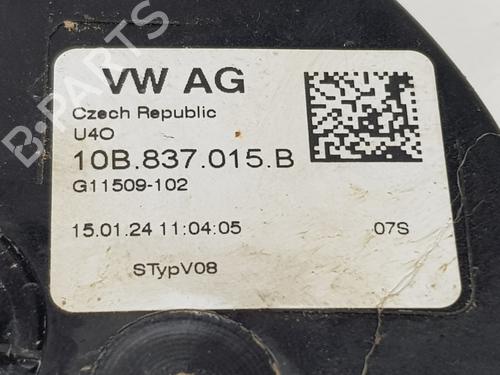 VW AG
Czech Republic
U4O
10B.837.015.B
G11509-102
15.01.24 11:04:05 07S
STypV08
B-PARTS